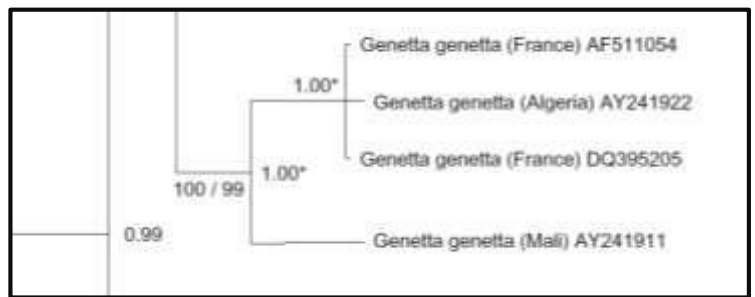 Genetta genetta (France) AF511054
1.00*
Genetta genetta (Algeria) AY241922
Genetta genetta (France) DQ395205
1.00*
100 / 99
0.99
Genetta genetta (Mali) AY241911